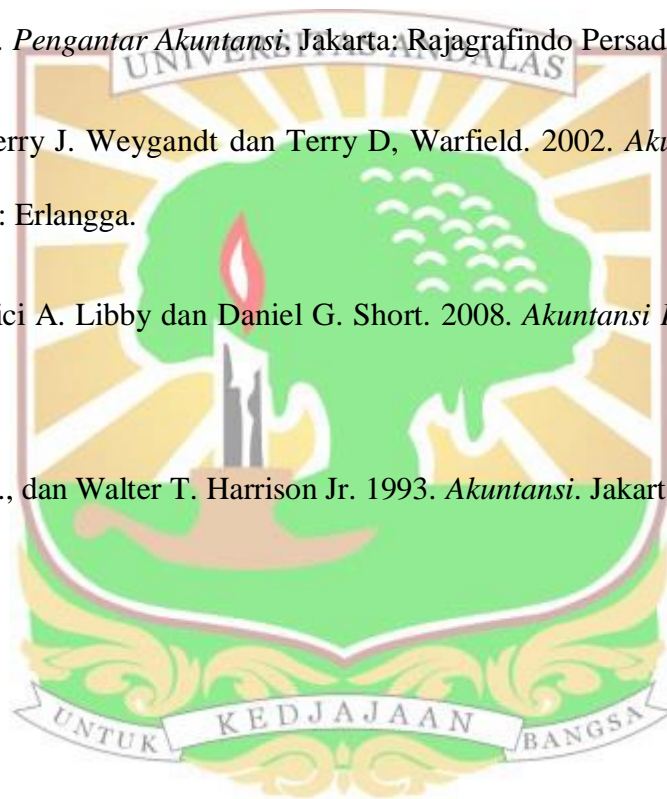 . Pengantar Akuntansi. Jakarta: Rajagrafindo Persad
UNIVERSITAS ANDALAS
erry J. Weygandt dan Terry D, Warfield. 2002. Aku
: Erlangga.
ici A. Libby dan Daniel G. Short. 2008. Akuntansi
., dan Walter T. Harrison Jr. 1993. Akuntansi. Jakart
UNTUK KEDJAJAAN BANGSA